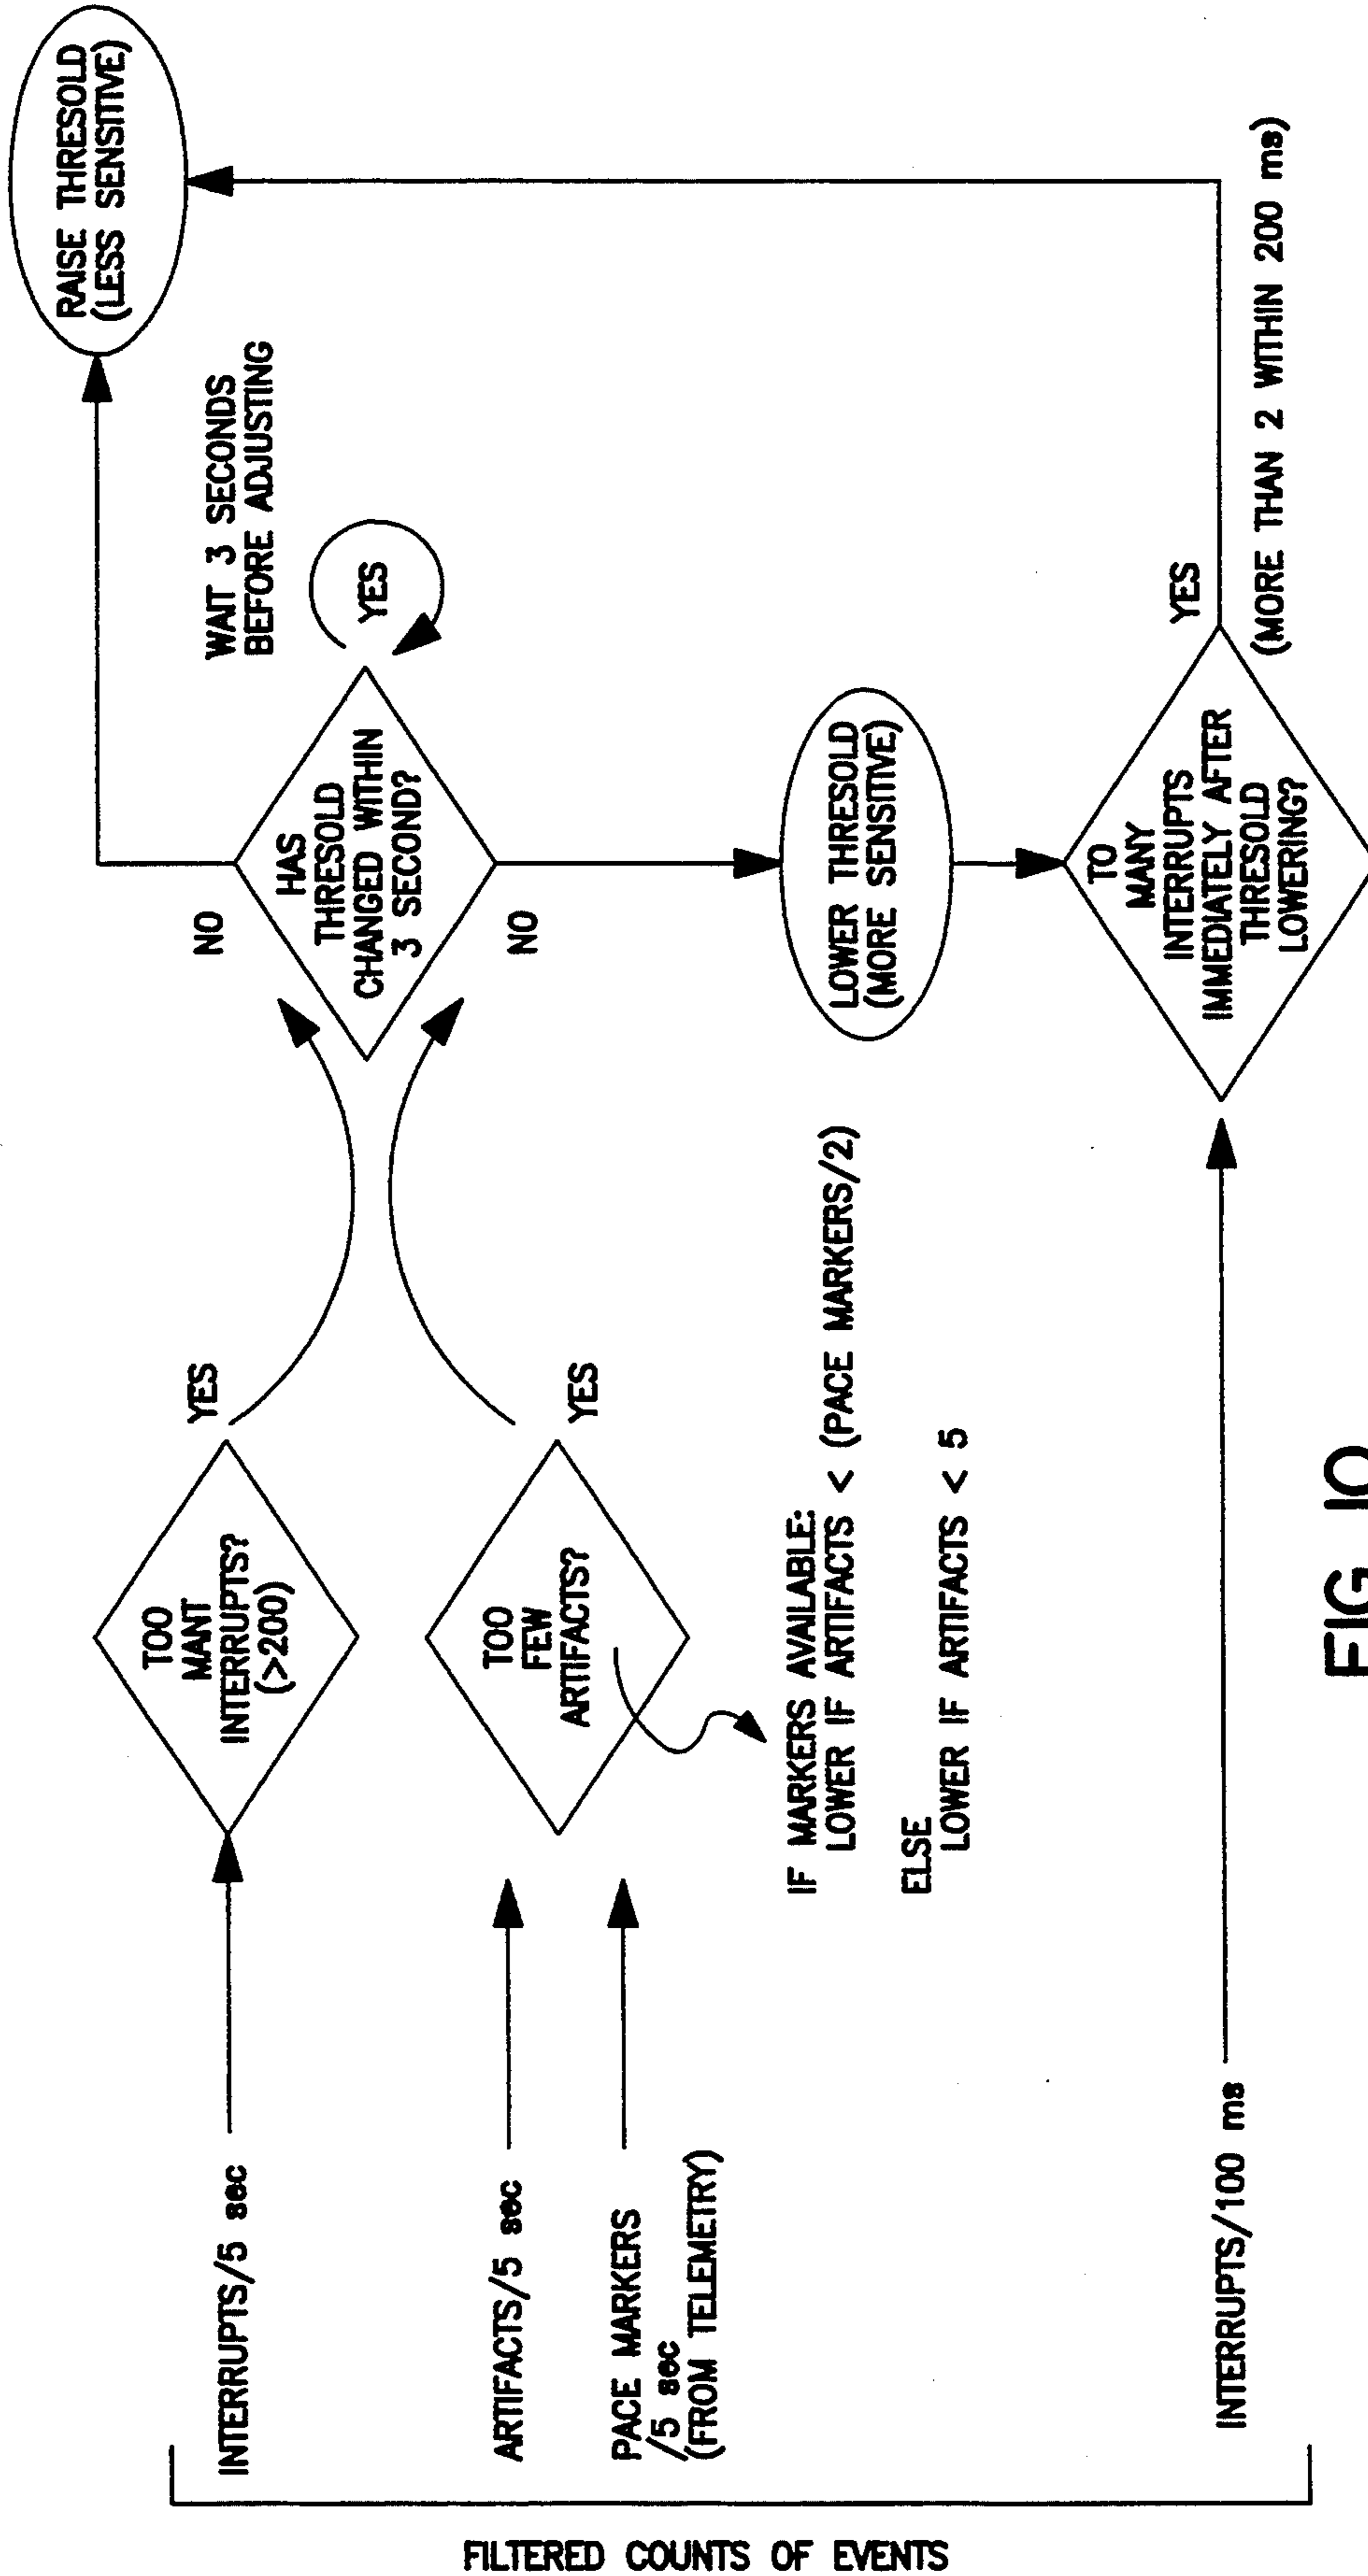 FILTERED COUNTS OF EVENTS
INTERRUPTS/5 sec
TOO
MANT
INTERRUPTS?
(>200)
YES
ARTIFACTS/5 sec
PACE MARKERS
/5 sec
(FROM TELEMETRY)
TOO
FEW
ARTIFACTS?
YES
IF MARKERS AVAILABLE:
LOWER IF ARTIFACTS < (PACE MARKERS/2)
ELSE
LOWER IF ARTIFACTS < 5
NO
HAS
THRESOLD
CHANGED WITHIN
3 SECOND?
NO
YES
WAIT 3 SECONDS
BEFORE ADJUSTING
RAISE THRESOLD
(LESS SENSITIVE)
LOWER THRESOLD
(MORE SENSITIVE)
INTERRUPTS/100 ms
TO
MANY
INTERRUPTS
IMMEDIATELY AFTER
THRESOLD
LOWERING?
YES
(MORE THAN 2 WITHIN 200 ms)
FIG. 10